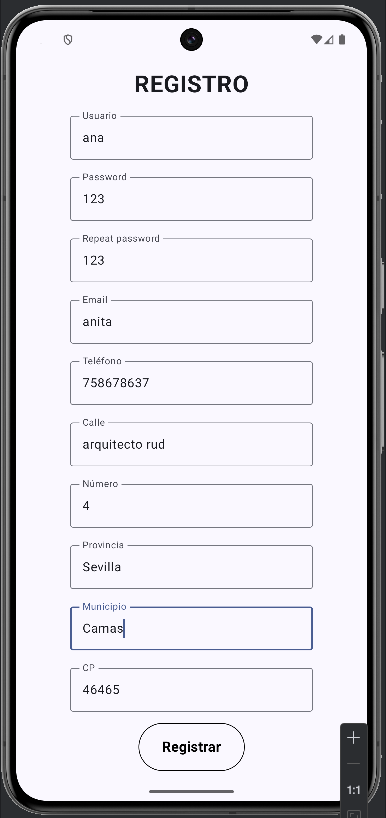 REGISTRO
Usuario
ana
Password
123
Repeat password
123
Email
anita
Teléfono
758678637
Calle
arquitecto rud
Número
4
Provincia
Sevilla
Municipio
Camas
CP
46465
Registrar
1:1